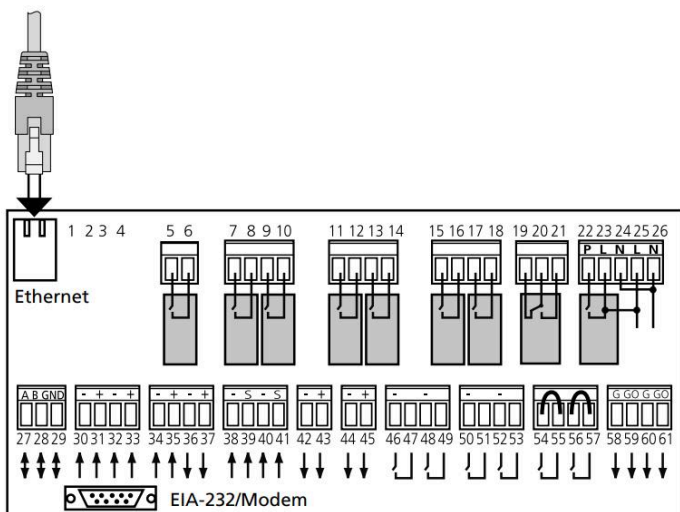 1 2 3 4 5 6 7 8 9 10 11 12 13 14 15 16 17 18 19 20 21 22 23 24 25 26
P L N L N
Ethernet
A B GND - + - + - + - + - S - S - + - + - - - - G G0 G G0
27 28 29 30 31 32 33 34 35 36 37 38 39 40 41 42 43 44 45 46 47 48 49 50 51 52 53 54 55 56 57 58 59 60 61
EIA-232/Modem